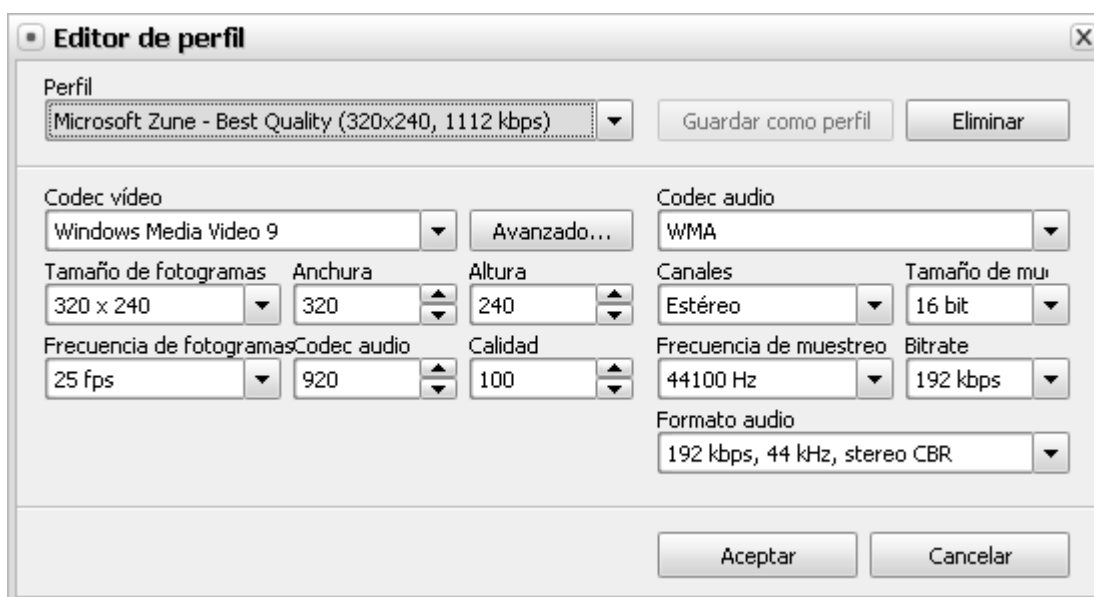 Editor de perfil
Perfil
Microsoft Zune - Best Quality (320x240, 1112 kbps)
Guardar como perfil
Eliminar
Codec vídeo
Windows Media Video 9
Avanzado...
Codec audio
WMA
Tamaño de fotogramas
Anchura
Altura
320 x 240
320
240
Canales
Tamaño de mu
Estéreo
16 bit
Frecuencia de fotogramas
Codec audio
Calidad
25 fps
920
100
Frecuencia de muestreo
Bitrate
44100 Hz
192 kbps
Formato audio
192 kbps, 44 kHz, stereo CBR
Aceptar
Cancelar